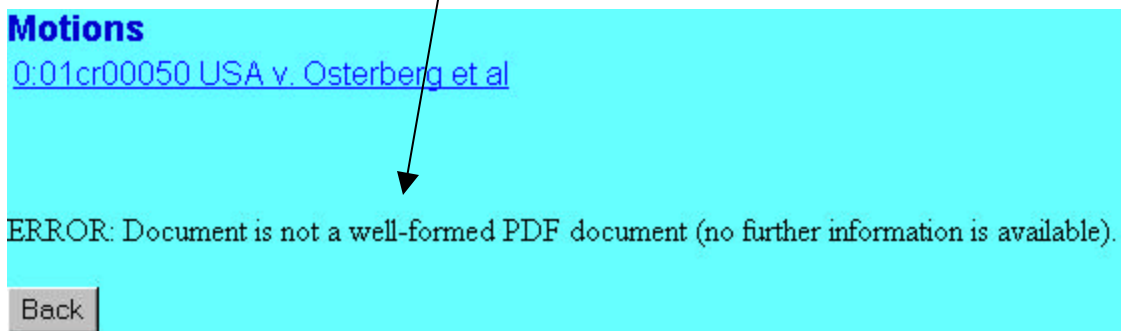 Motions
0:01cr00050 USA v. Osterberg et al
ERROR: Document is not a well-formed PDF document (no further information is available).
Back